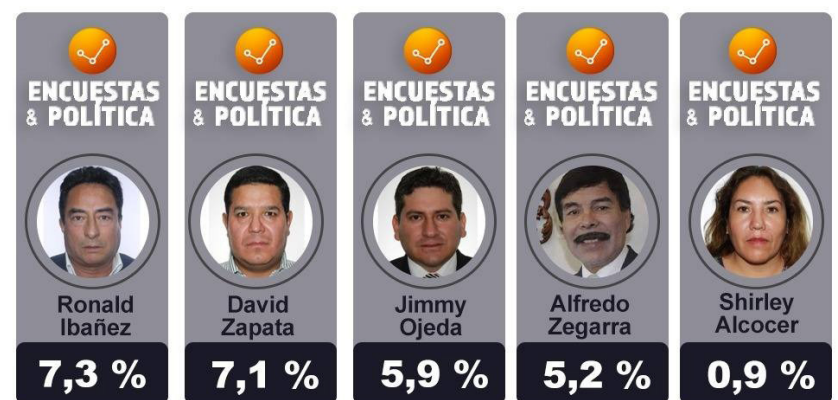 ENCUESTAS
& POLÍTICA
Ronald
Ibañez
7,3 %
ENCUESTAS
& POLÍTICA
David
Zapata
7,1 %
ENCUESTAS
& POLÍTICA
Jimmy
Ojeda
5,9 %
ENCUESTAS
& POLÍTICA
Alfredo
Zegarra
5,2 %
ENCUESTAS
& POLÍTICA
Shirley
Alcocer
0,9 %